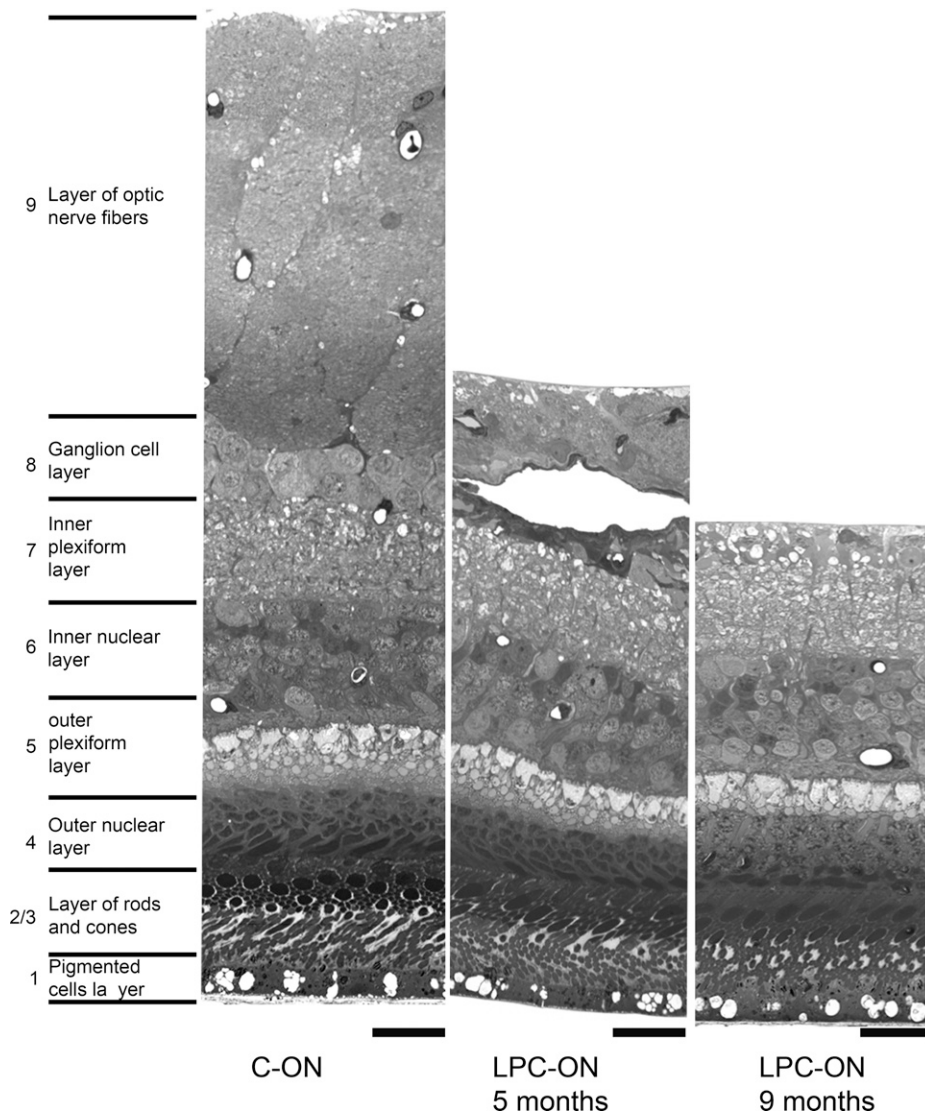 9 Layer of optic
nerve fibers
8 Ganglion cell
layer
7 Inner
plexiform
layer
6 Inner nuclear
layer
5 outer
plexiform
layer
4 Outer nuclear
layer
2/3 Layer of rods
and cones
1 Pigmented
cells la yer
C-ON
LPC-ON
5 months
LPC-ON
9 months